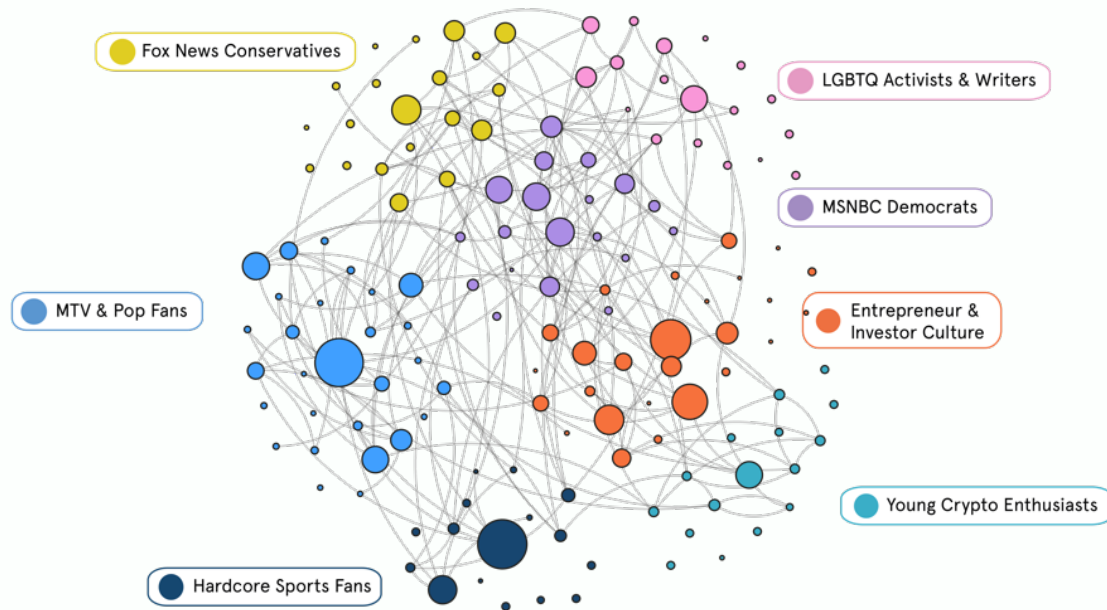 Fox News Conservatives
LGBTQ Activists & Writers
MSNBC Democrats
MTV & Pop Fans
Entrepreneur &
Investor Culture
Young Crypto Enthusiasts
Hardcore Sports Fans